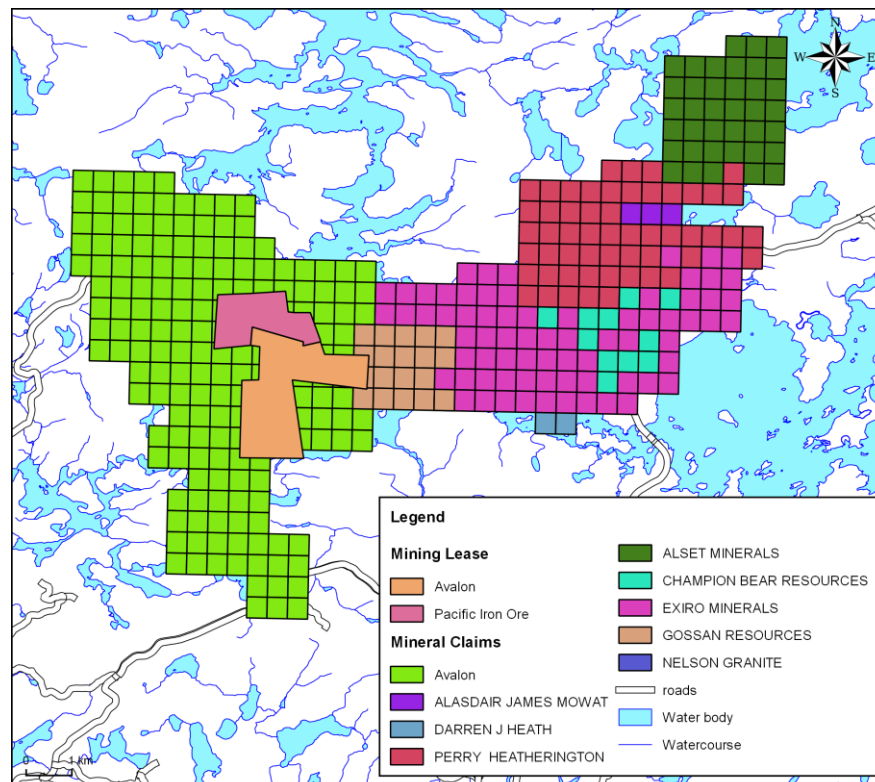 N
W E
S
Legend
Mining Lease
Avalon
Pacific Iron Ore
Mineral Claims
Avalon
ALASDAIR JAMES MOWAT
DARREN J HEATH
PERRY HEATHERINGTON
ALSET MINERALS
CHAMPION BEAR RESOURCES
EXIRO MINERALS
GOSSAN RESOURCES
NELSON GRANITE
roads
Water body
Watercourse
0 1 km